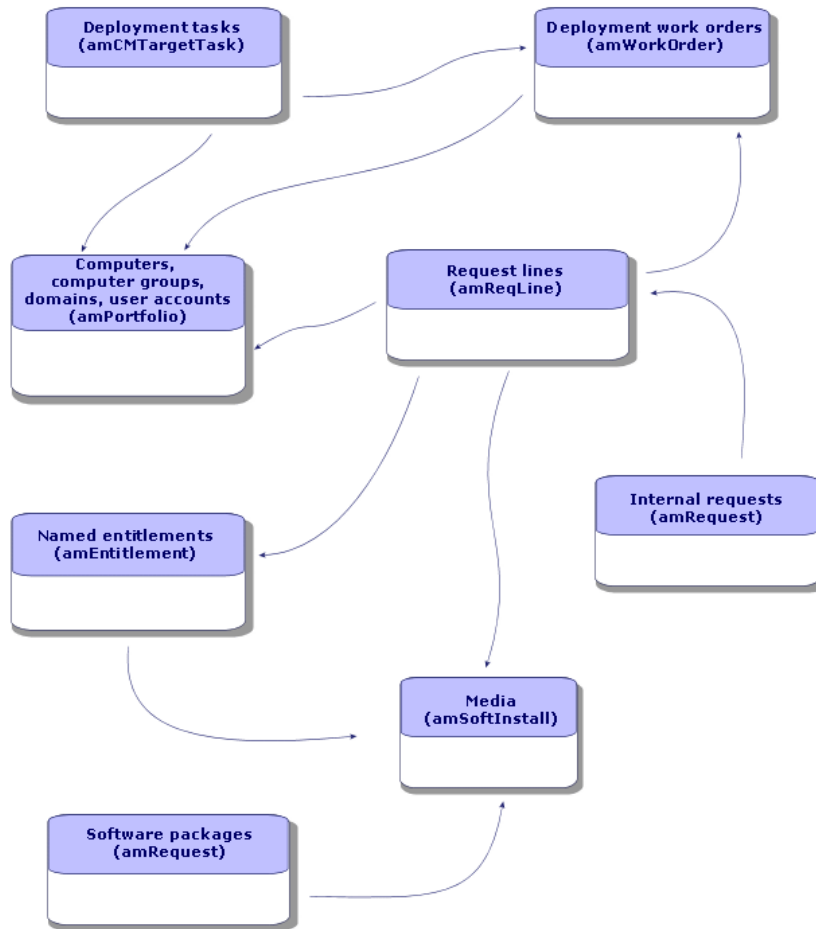 Deployment tasks
(amCMTargetTask)
Deployment work orders
(amWorkOrder)
Computers,
computer groups,
domains, user accounts
(amPortfolio)
Request lines
(amReqLine)
Internal requests
(amRequest)
Named entitlements
(amEntitlement)
Media
(amSoftInstall)
Software packages
(amRequest)